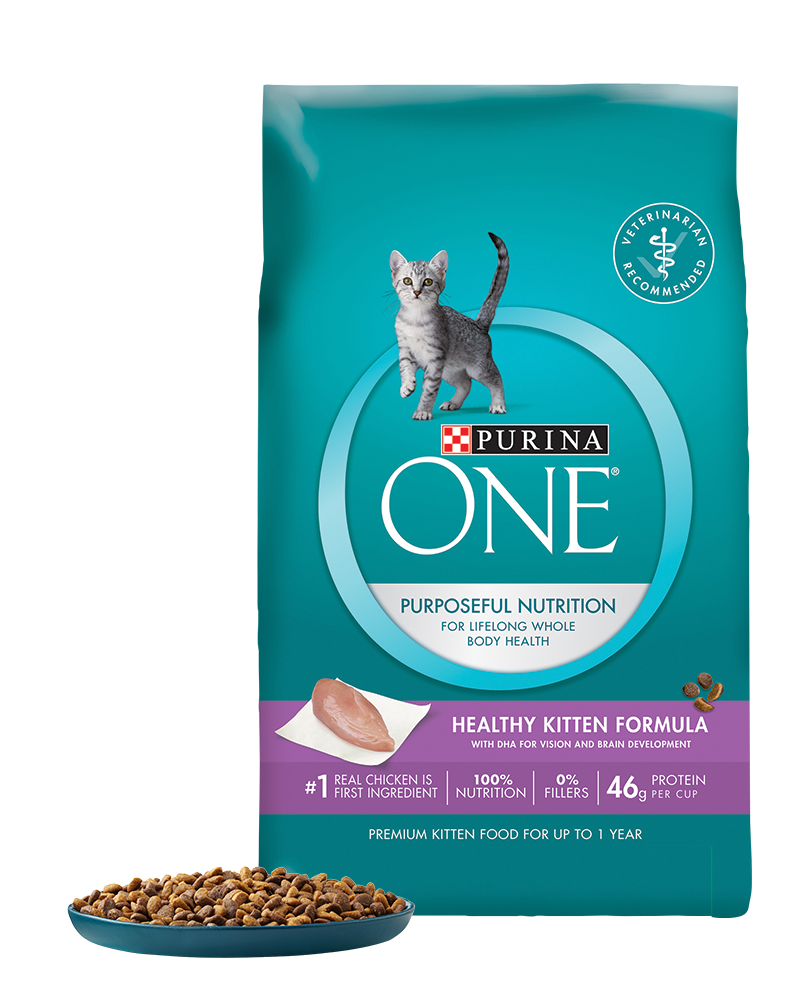 VETERINARIAN
RECOMMENDED
PURINA
ONE®
PURPOSEFUL NUTRITION
FOR LIFELONG WHOLE
BODY HEALTH
HEALTHY KITTEN FORMULA
WITH DHA FOR VISION AND BRAIN DEVELOPMENT
#1 REAL CHICKEN IS
FIRST INGREDIENT
100%
NUTRITION
0%
FILLERS
46g PROTEIN
PER CUP
PREMIUM KITTEN FOOD FOR UP TO 1 YEAR